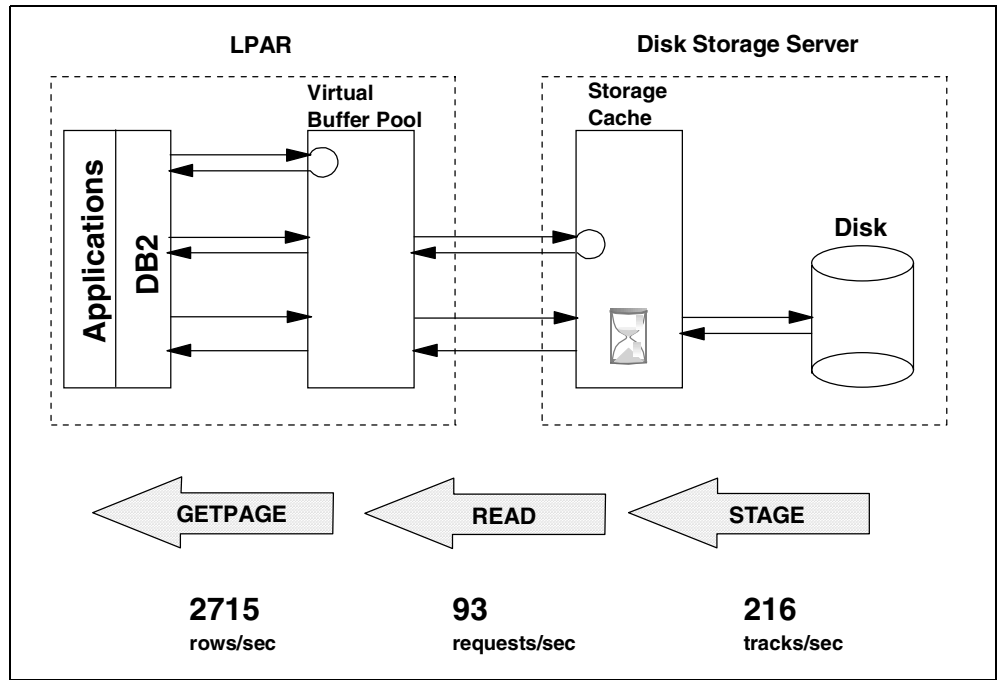 LPAR
Disk Storage Server
Virtual
Buffer Pool
Storage
Cache
Applications
DB2
Disk
GETPAGE
READ
STAGE
2715
rows/sec
93
requests/sec
216
tracks/sec